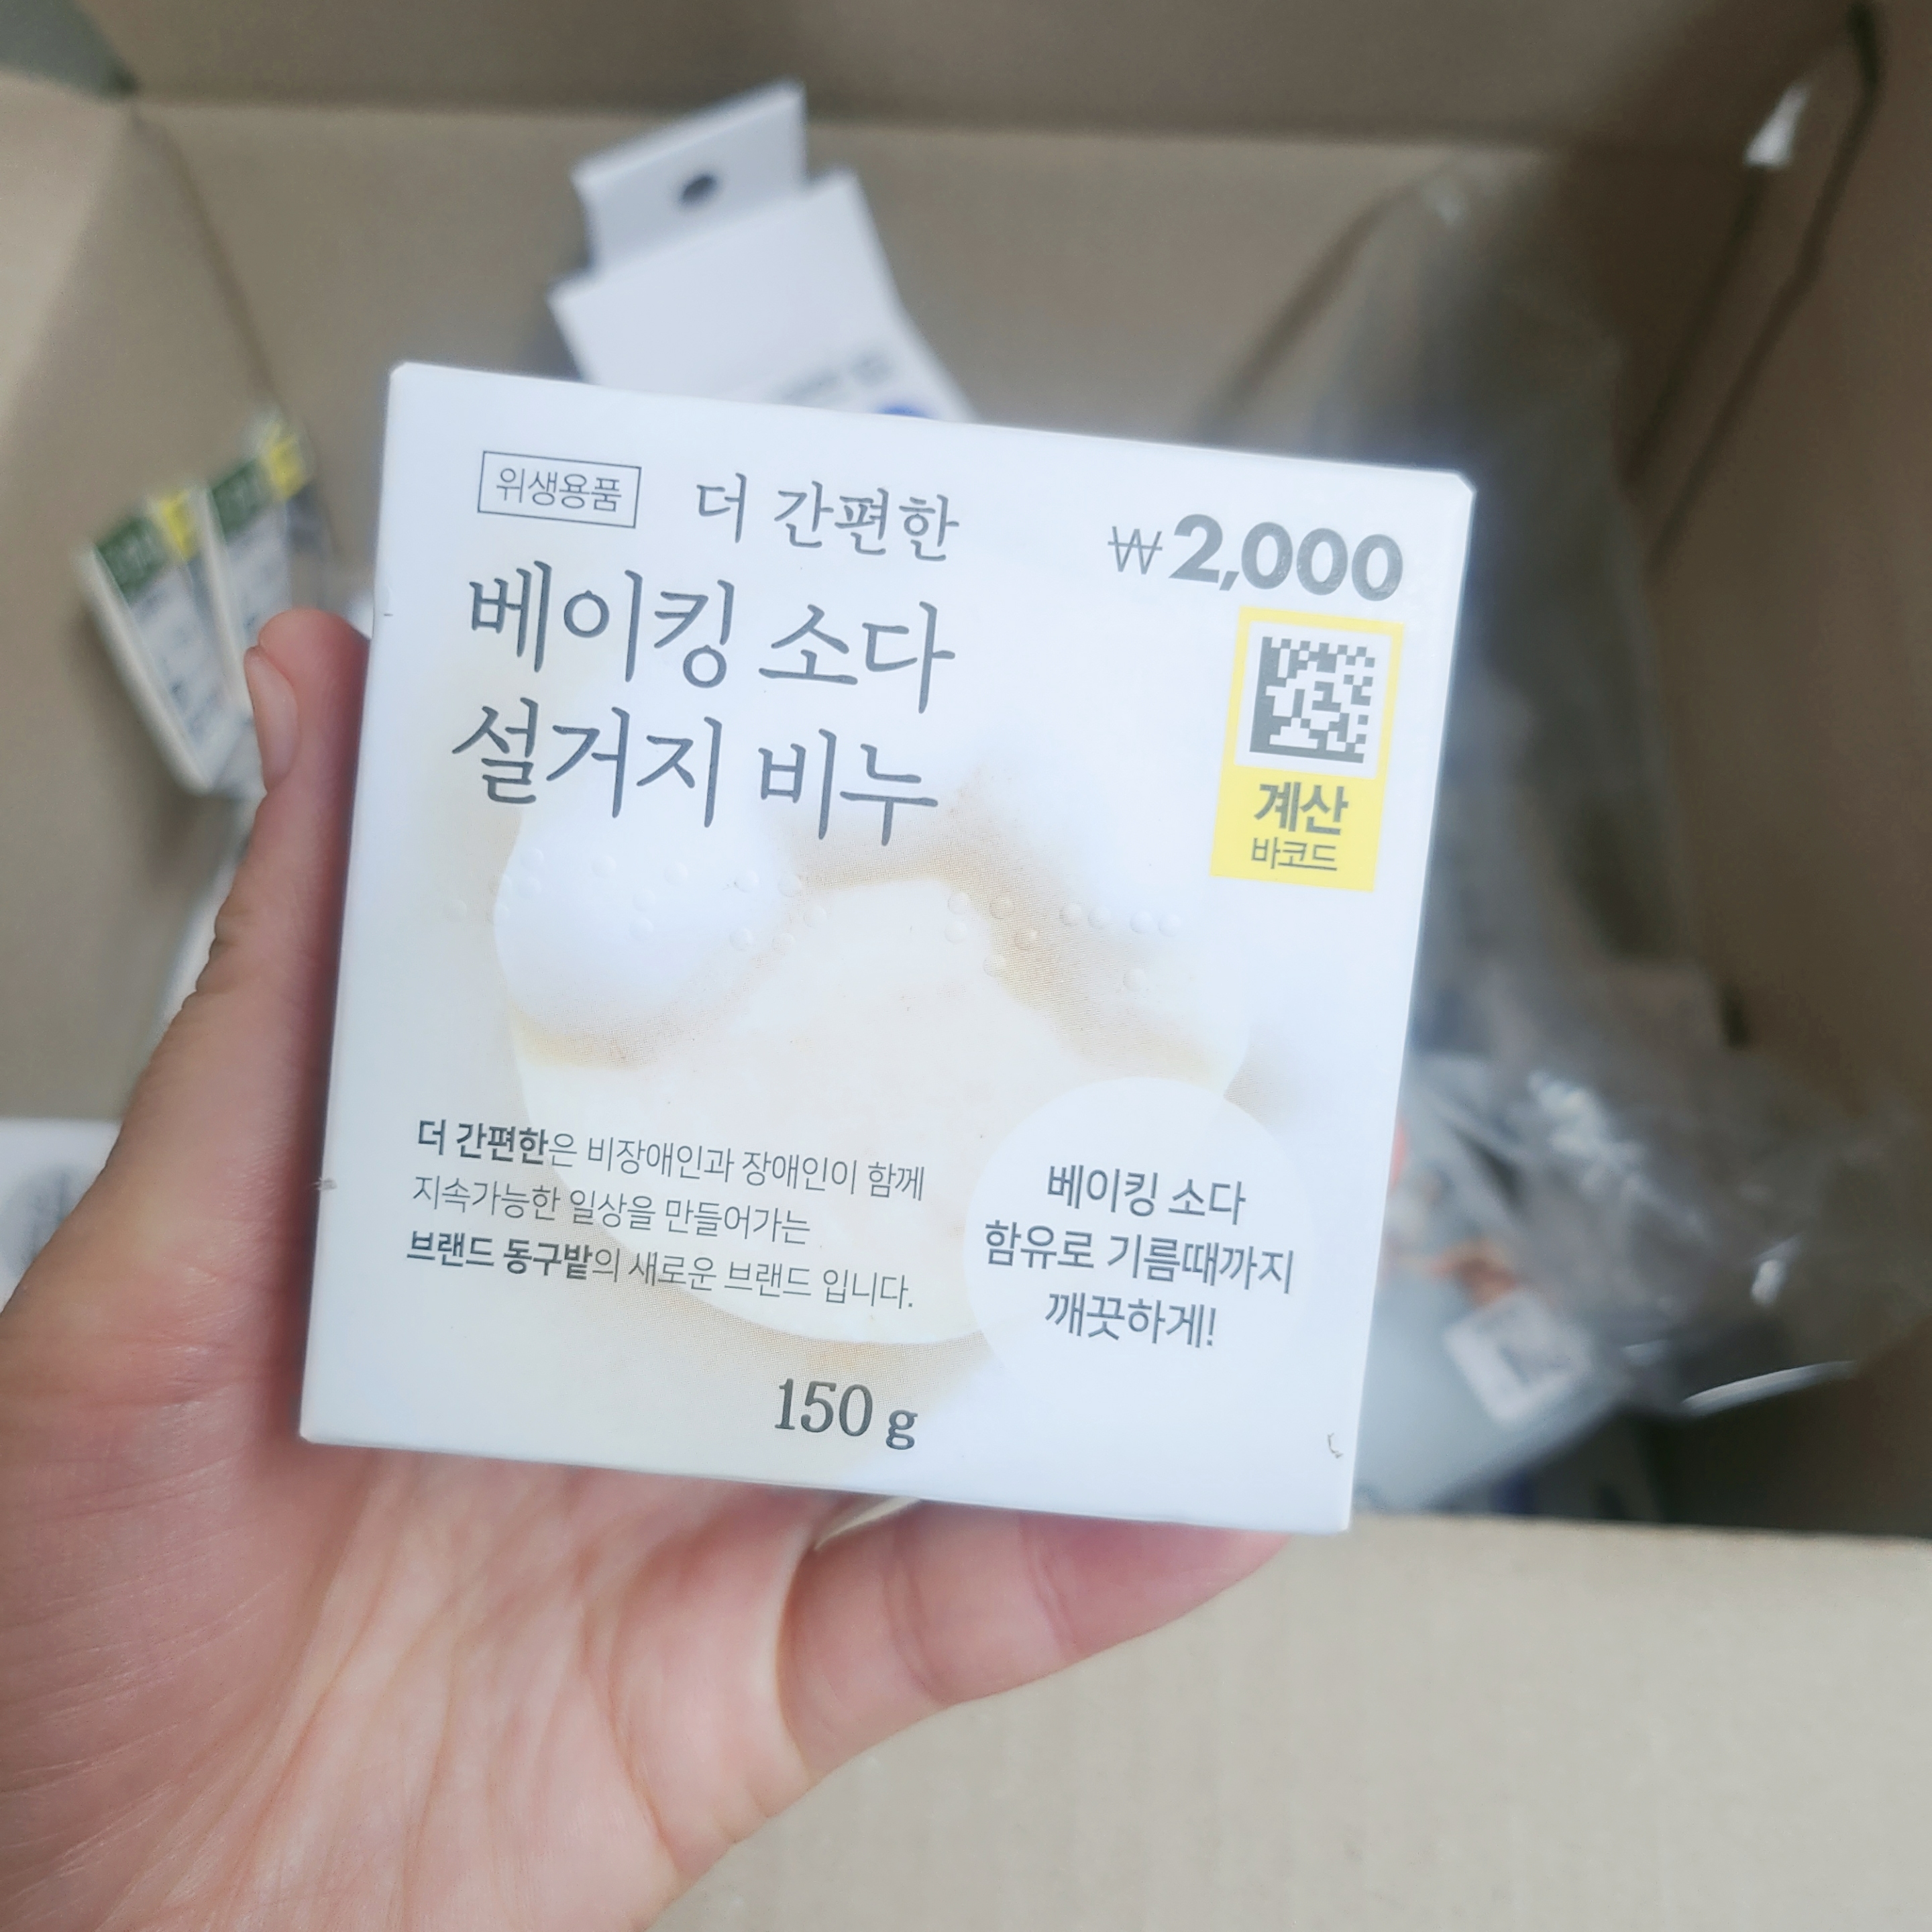 위생용품
더 간편한
베이킹 소다
설거지 비누
₩2,000
계산
바코드
더 간편한은 비장애인과 장애인이 함께
지속가능한 일상을 만들어가는
브랜드 동구밭의 새로운 브랜드 입니다.
베이킹 소다
함유로 기름때까지
깨끗하게!
150 g